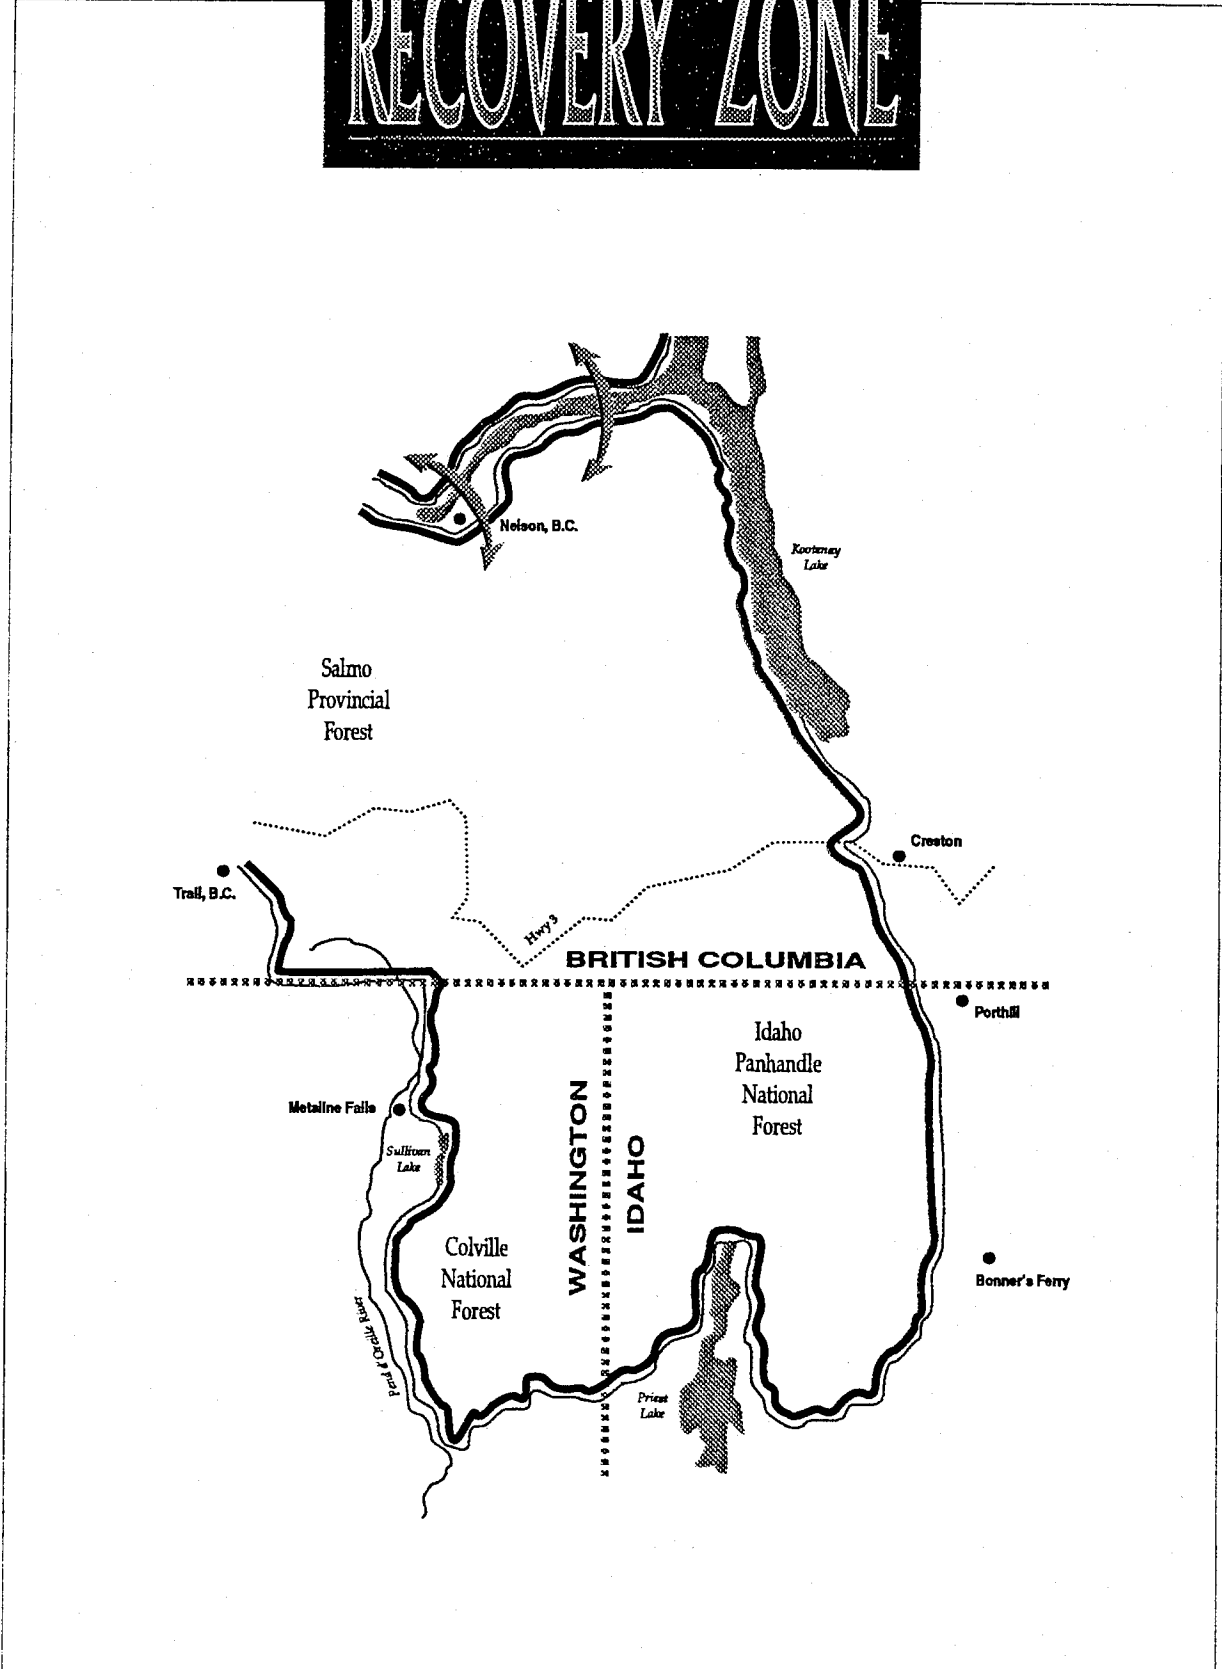 RECOVERY ZONE
Nelson, B.C.
Kootenay
Lake
Salmo
Provincial
Forest
Creston
Trail, B.C.
Hwy 3
BRITISH COLUMBIA
Porthill
Idaho
Panhandle
National
Forest
WASHINGTON
IDAHO
Metaline Falls
Sullivan
Lake
Colville
National
Forest
Bonner's Ferry
Pend d'Oreille River
Priest
Lake